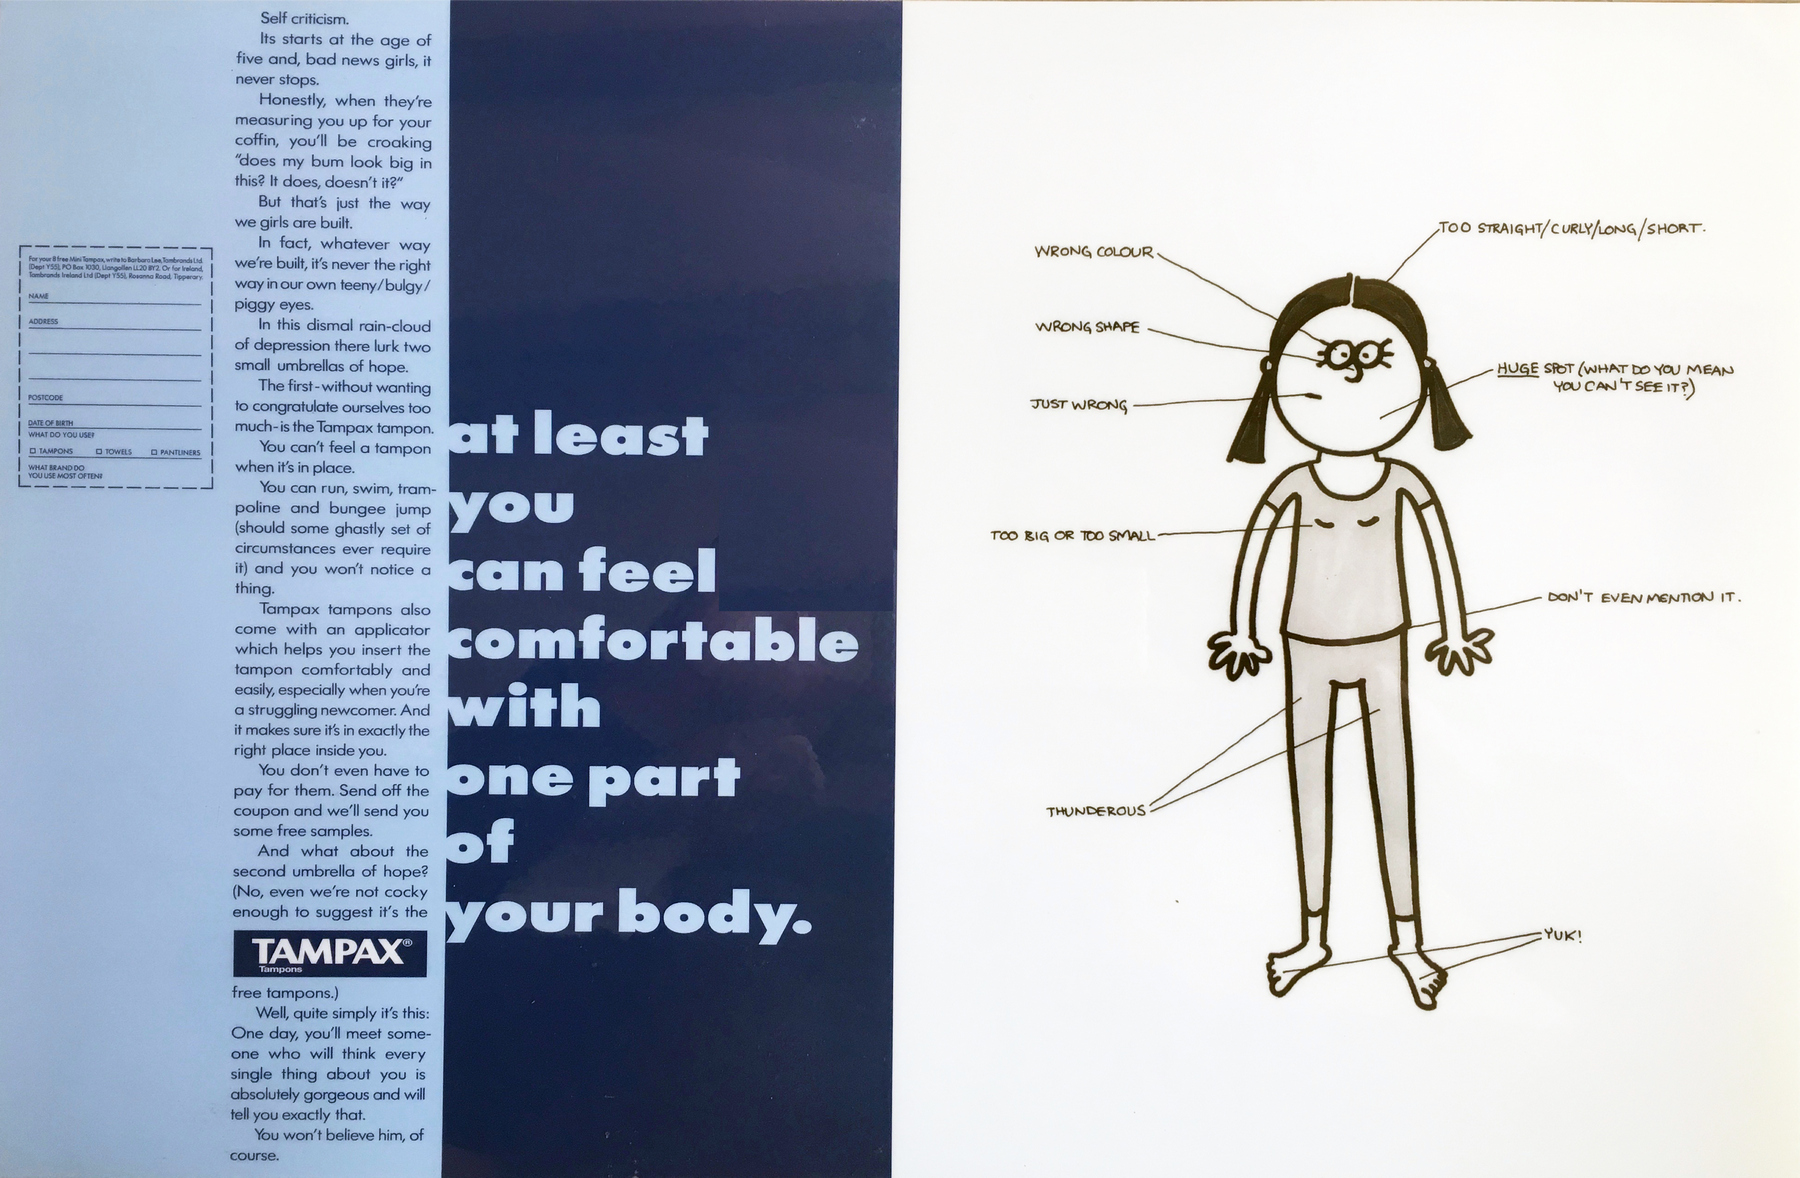 For your 8 free Mini Tampax, write to Barbara Lee, Tambrands Ltd.
(Dept Y55), PO Box 1030, Llangollen LL20 8YZ. Or for Ireland,
Tambrands Ireland Ltd (Dept Y55), Rosanna Road, Tipperary.
NAME
ADDRESS
POSTCODE
DATE OF BIRTH
WHAT DO YOU USE?
TAMPONS TOWELS PANTLINERS
WHAT BRAND DO
YOU USE MOST OFTEN?
Self criticism.
Its starts at the age of
five and, bad news girls, it
never stops.
Honestly, when they're
measuring you up for your
coffin, you'll be croaking
"does my bum look big in
this? It does, doesn't it?"
But that's just the way
we girls are built.
In fact, whatever way
we're built, it's never the right
way in our own teeny/bulgy/
piggy eyes.
In this dismal rain-cloud
of depression there lurk two
small umbrellas of hope.
The first-without wanting
to congratulate ourselves too
much-is the Tampax tampon.
You can't feel a tampon
when it's in place.
You can run, swim, tram-
poline and bungee jump
(should some ghastly set of
circumstances ever require
it) and you won't notice a
thing.
Tampax tampons also
come with an applicator
which helps you insert the
tampon comfortably and
easily, especially when you're
a struggling newcomer. And
it makes sure it's in exactly the
right place inside you.
You don't even have to
pay for them. Send off the
coupon and we'll send you
some free samples.
And what about the
second umbrella of hope?
(No, even we're not cocky
enough to suggest it's the
TAMPAX®
Tampons
free tampons.)
Well, quite simply it's this:
One day, you'll meet some-
one who will think every
single thing about you is
absolutely gorgeous and will
tell you exactly that.
You won't believe him, of
course.
at least
you
can feel
comfortable
with
one part
of
your body.
TOO STRAIGHT/CURLY/LONG/SHORT.
WRONG COLOUR
WRONG SHAPE
HUGE SPOT (WHAT DO YOU MEAN
YOU CAN'T SEE IT?)
JUST WRONG
TOO BIG OR TOO SMALL
DON'T EVEN MENTION IT.
THUNDEROUS
YUK!